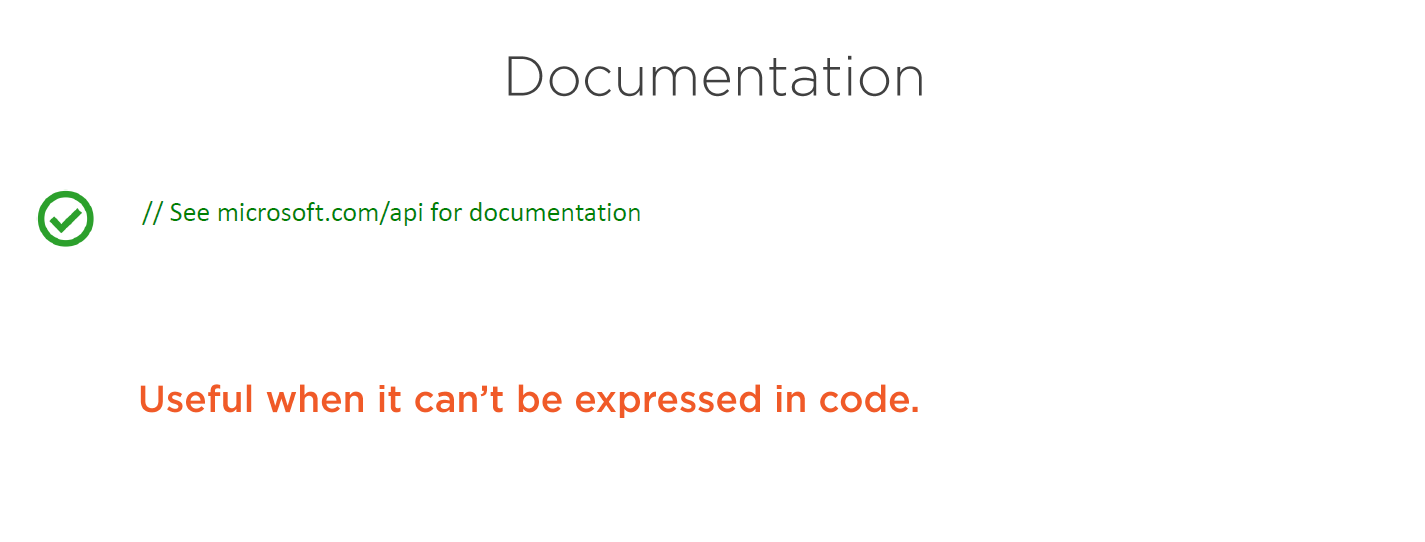 Documentation
// See microsoft.com/api for documentation
Useful when it can’t be expressed in code.